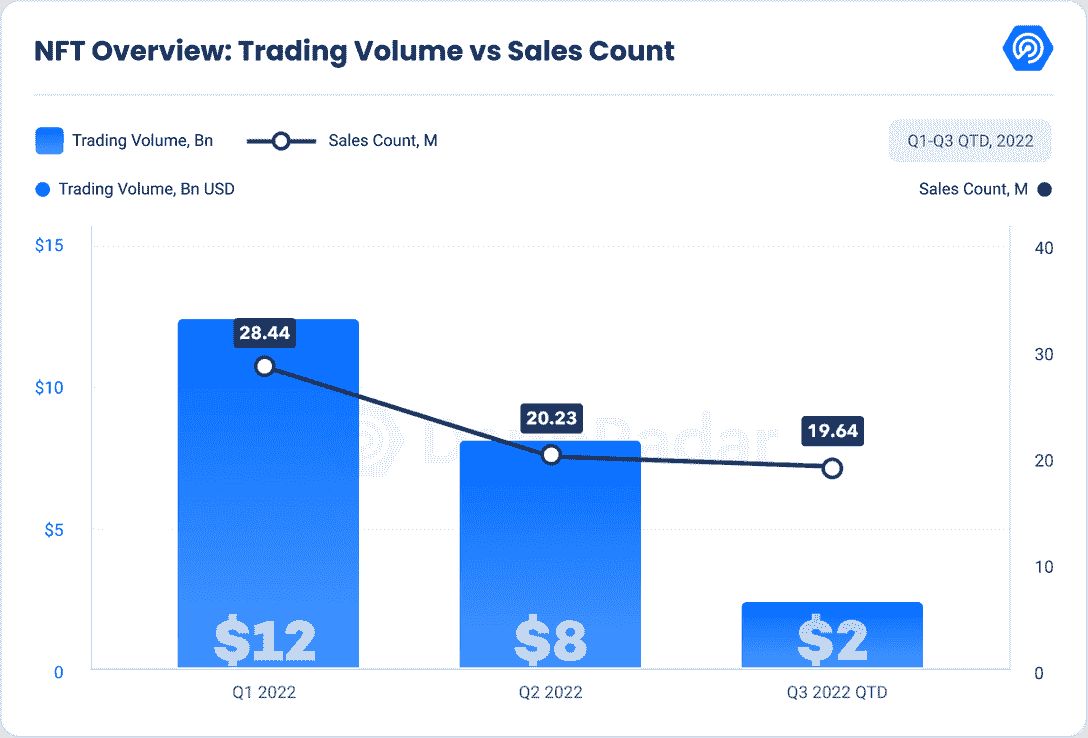 NFT Overview: Trading Volume vs Sales Count
Trading Volume, Bn Sales Count, M Q1-Q3 QTD, 2022
Trading Volume, Bn USD Sales Count, M
$15 40
28.44
30
$10
20.23
19.64
Radar
20
$5
10
$12 $8 $2
0 0
Q1 2022 Q2 2022 Q3 2022 QTD